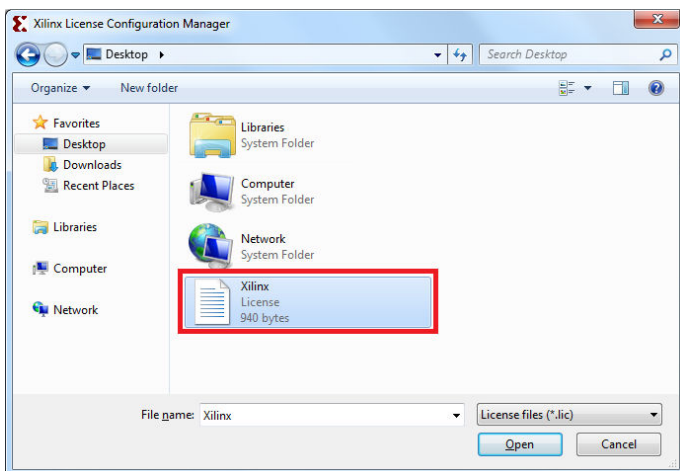 Xilinx License Configuration Manager
Desktop
Search Desktop
Organize
New folder
Favorites
Desktop
Downloads
Recent Places
Libraries
Computer
Network
Libraries
System Folder
Computer
System Folder
Network
System Folder
Xilinx
License
940 bytes
File name: Xilinx
License files (*.lic)
Open
Cancel